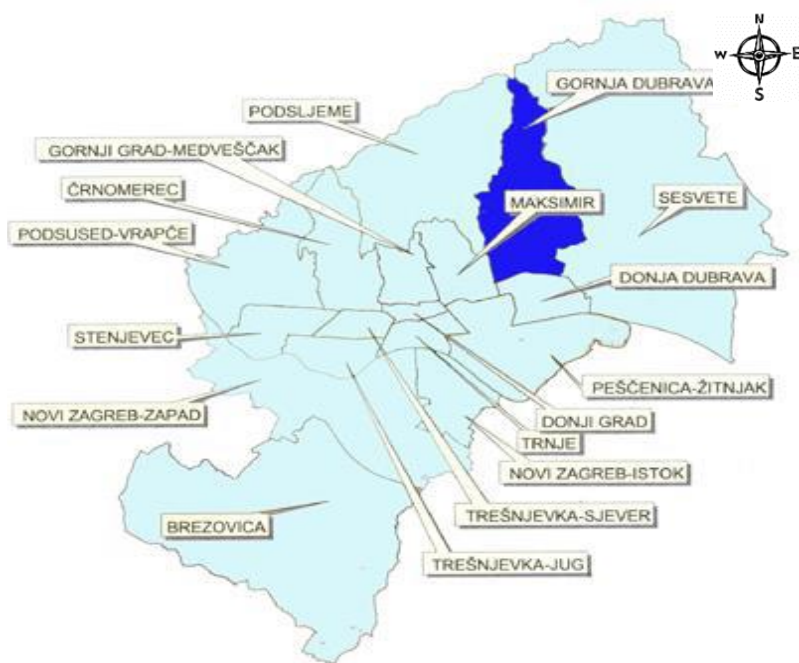 N
W E
S
GORNJA DUBRAVA
PODSLJEME
GORNJI GRAD-MEDVEŠČAK
ČRNOMEREC
MAKSIMIR
SESVETE
PODSUSED-VRAPČE
DONJA DUBRAVA
STENJEVEC
PEŠČENICA-ŽITNJAK
NOVI ZAGREB-ZAPAD
DONJI GRAD
TRNJE
NOVI ZAGREB-ISTOK
TREŠNJEVKA-SJEVER
BREZOVICA
TREŠNJEVKA-JUG